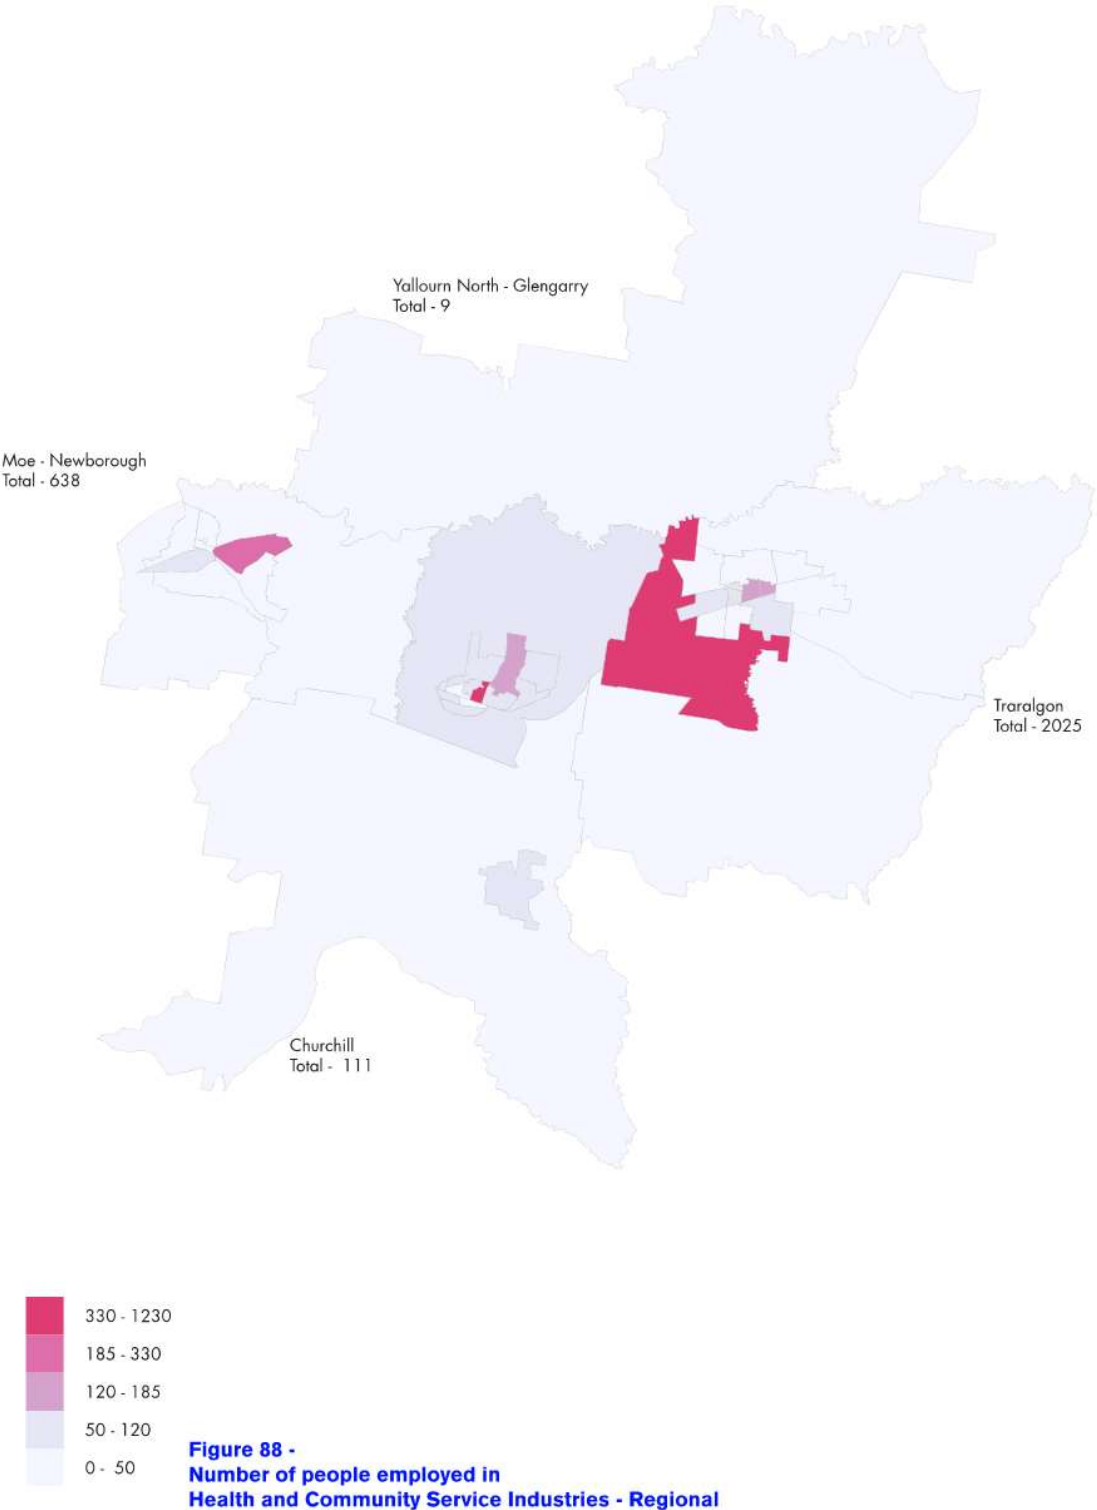 Yallourn North - Glengarry
Total - 9
Moe - Newborough
Total - 638
Traralgon
Total - 2025
Churchill
Total - 111
330 - 1230
185 - 330
120 - 185
50 - 120
0 - 50
Figure 88 -
Number of people employed in
Health and Community Service Industries - Regional